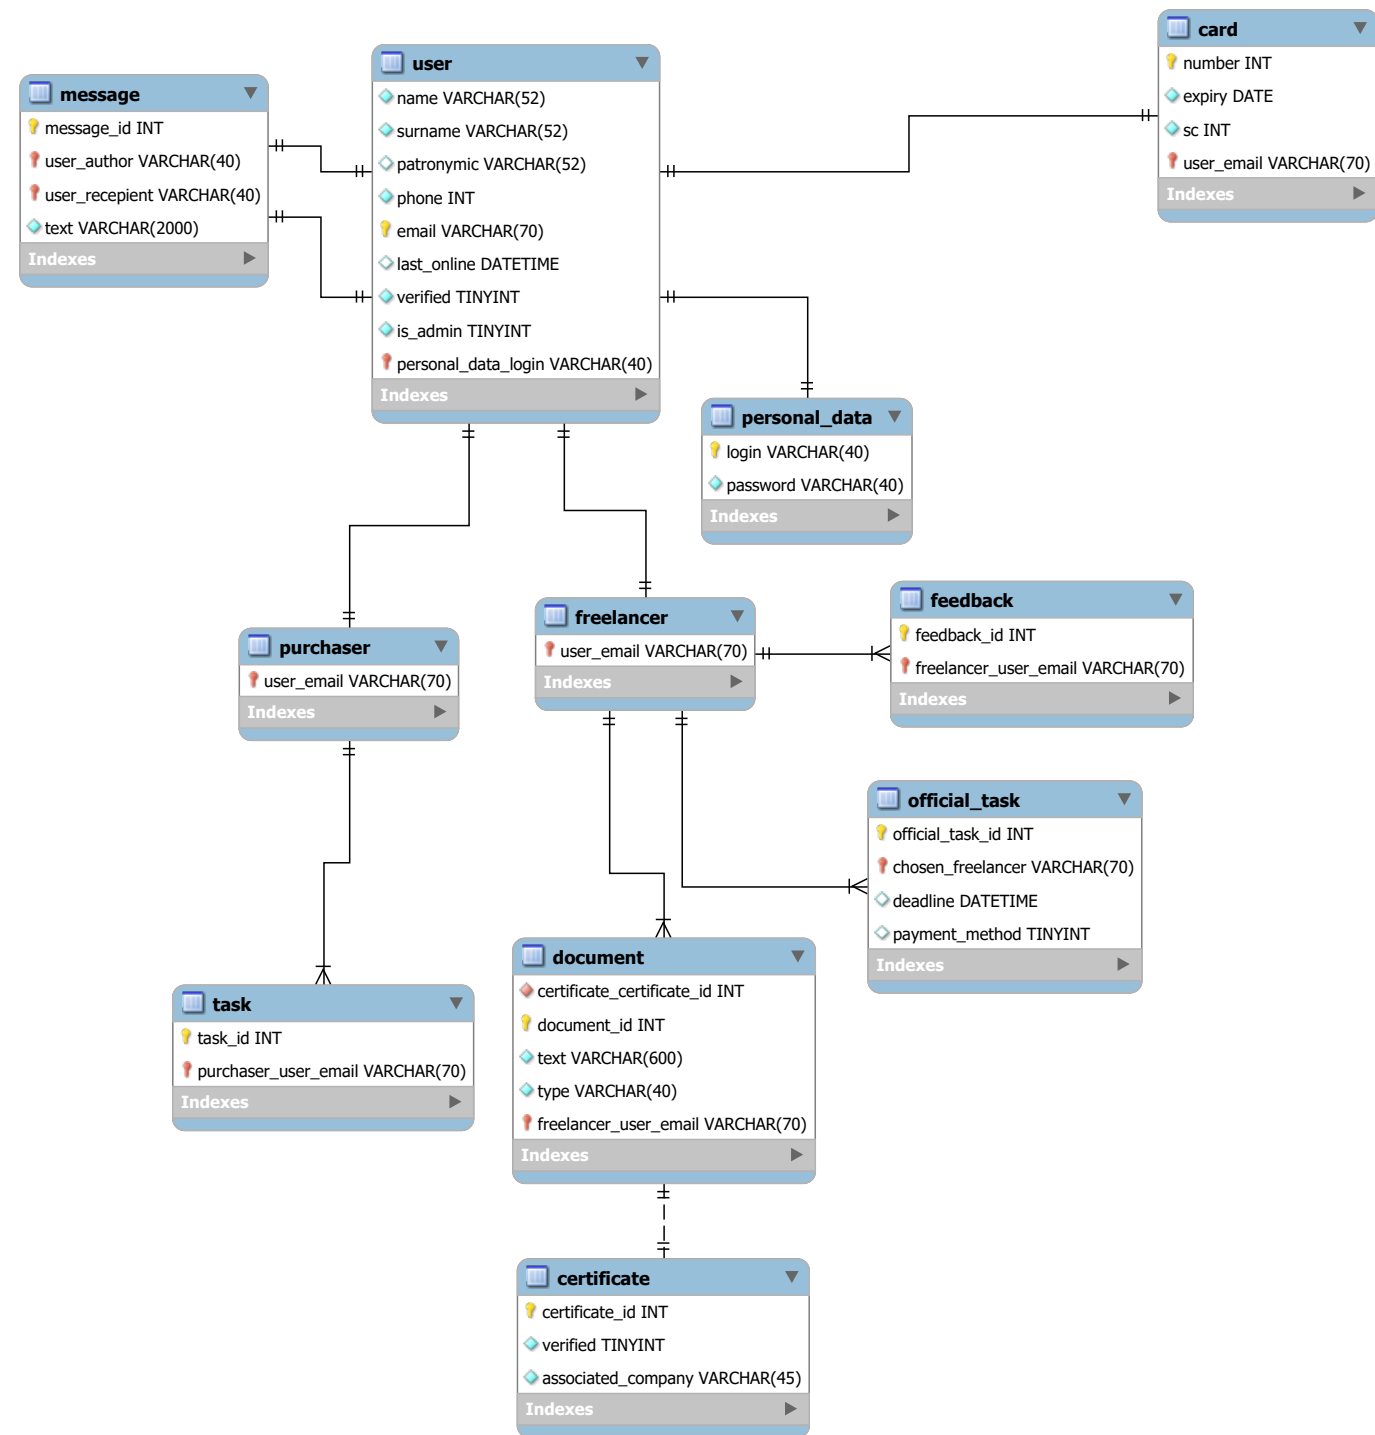 message
message_id INT
user_author VARCHAR(40)
user_recepient VARCHAR(40)
text VARCHAR(2000)
Indexes
user
name VARCHAR(52)
surname VARCHAR(52)
patronymic VARCHAR(52)
phone INT
email VARCHAR(70)
last_online DATETIME
verified TINYINT
is_admin TINYINT
personal_data_login VARCHAR(40)
Indexes
card
number INT
expiry DATE
sc INT
user_email VARCHAR(70)
Indexes
personal_data
login VARCHAR(40)
password VARCHAR(40)
Indexes
purchaser
user_email VARCHAR(70)
Indexes
freelancer
user_email VARCHAR(70)
Indexes
feedback
feedback_id INT
freelancer_user_email VARCHAR(70)
Indexes
official_task
official_task_id INT
chosen_freelancer VARCHAR(70)
deadline DATETIME
payment_method TINYINT
Indexes
task
task_id INT
purchaser_user_email VARCHAR(70)
Indexes
document
certificate_certificate_id INT
document_id INT
text VARCHAR(600)
type VARCHAR(40)
freelancer_user_email VARCHAR(70)
Indexes
certificate
certificate_id INT
verified TINYINT
associated_company VARCHAR(45)
Indexes